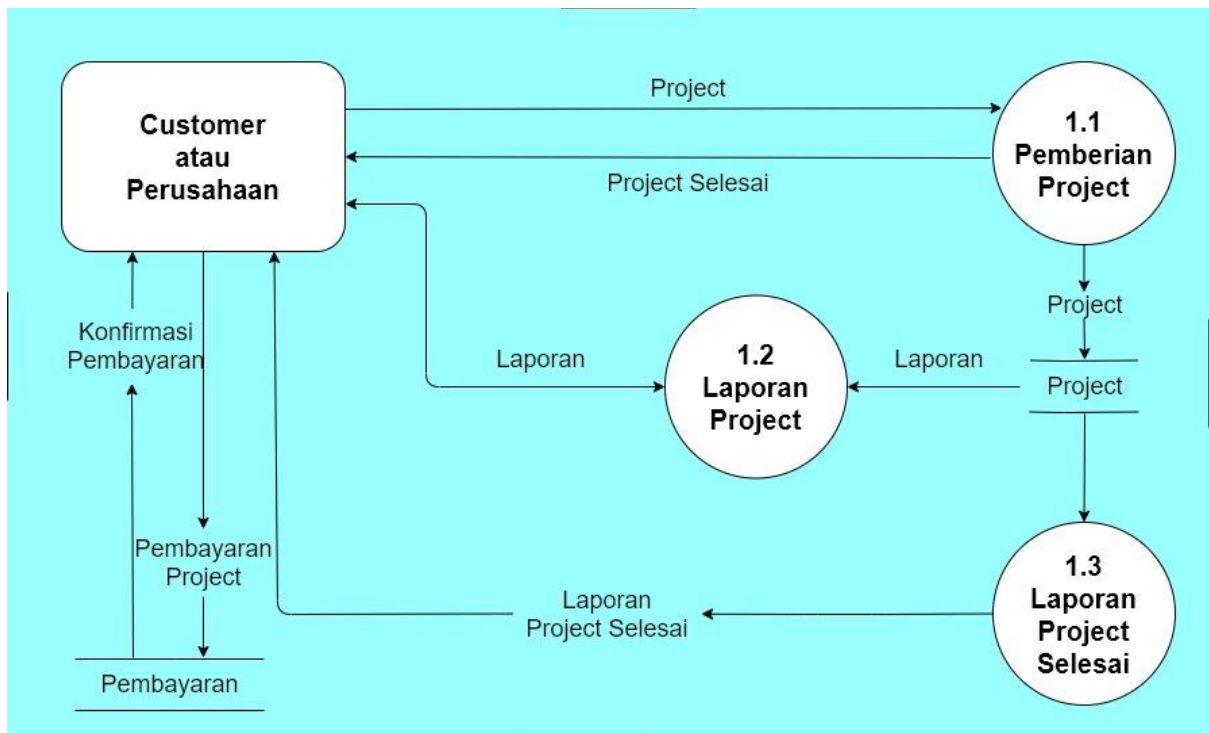 Customer
atau
Perusahaan
Project
Project Selesai
1.1
Pemberian
Project
Project
Konfirmasi
Pembayaran
Laporan
1.2
Laporan
Project
Laporan
Project
Pembayaran
Project
Laporan
Project Selesai
1.3
Laporan
Project
Selesai
Pembayaran